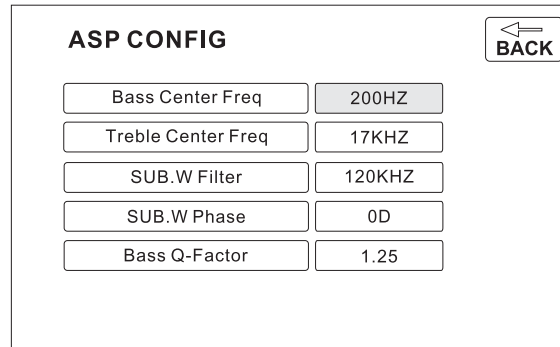 ASP CONFIG
BACK
Bass Center Freq 200HZ
Treble Center Freq 17KHZ
SUB.W Filter 120KHZ
SUB.W Phase 0D
Bass Q-Factor 1.25